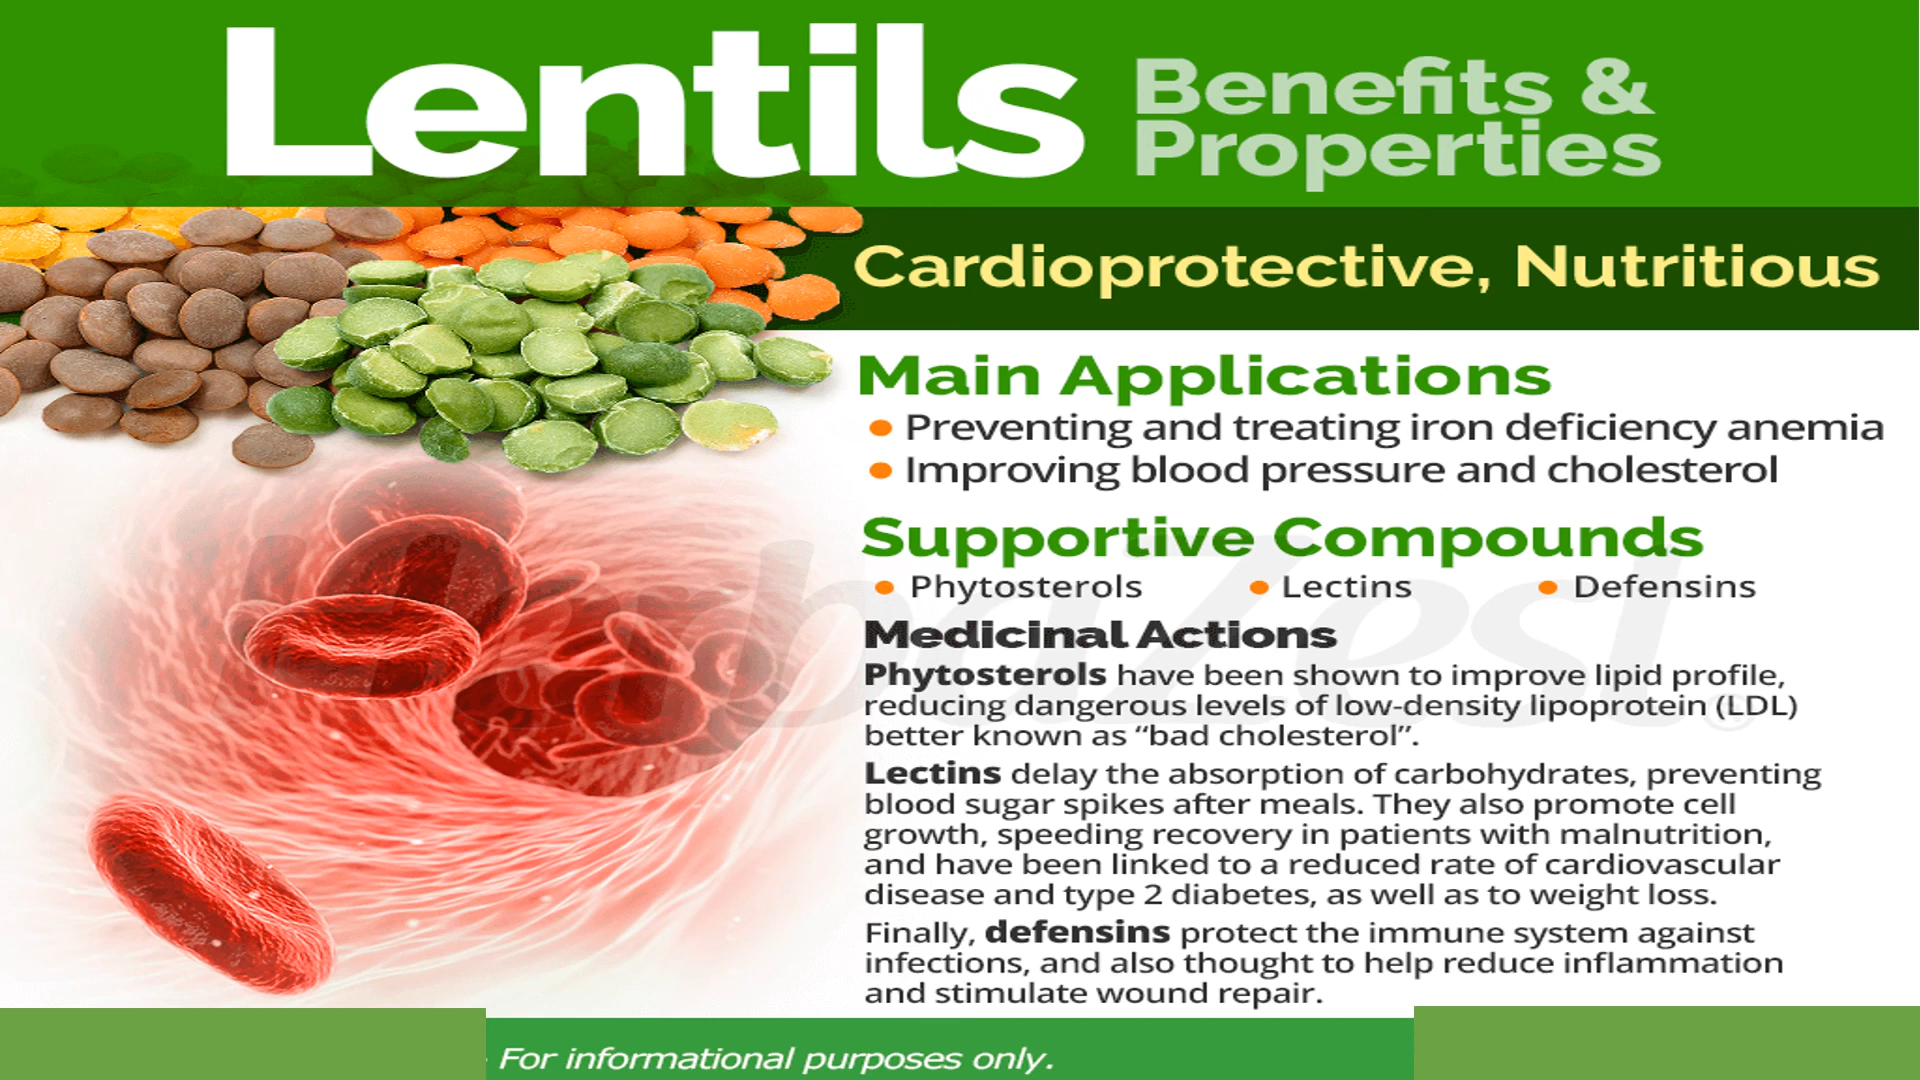 Lentils Benefits &
Properties
Cardioprotective, Nutritious
Main Applications
• Preventing and treating iron deficiency anemia
• Improving blood pressure and cholesterol
Supportive Compounds
• Phytosterols • Lectins • Defensins
Medicinal Actions
Phytosterols have been shown to improve lipid profile,
reducing dangerous levels of low-density lipoprotein (LDL)
better known as “bad cholesterol”.
Lectins delay the absorption of carbohydrates, preventing
blood sugar spikes after meals. They also promote cell
growth, speeding recovery in patients with malnutrition,
and have been linked to a reduced rate of cardiovascular
disease and type 2 diabetes, as well as to weight loss.
Finally, defensins protect the immune system against
infections, and also thought to help reduce inflammation
and stimulate wound repair.
HerbaZest®
For informational purposes only.